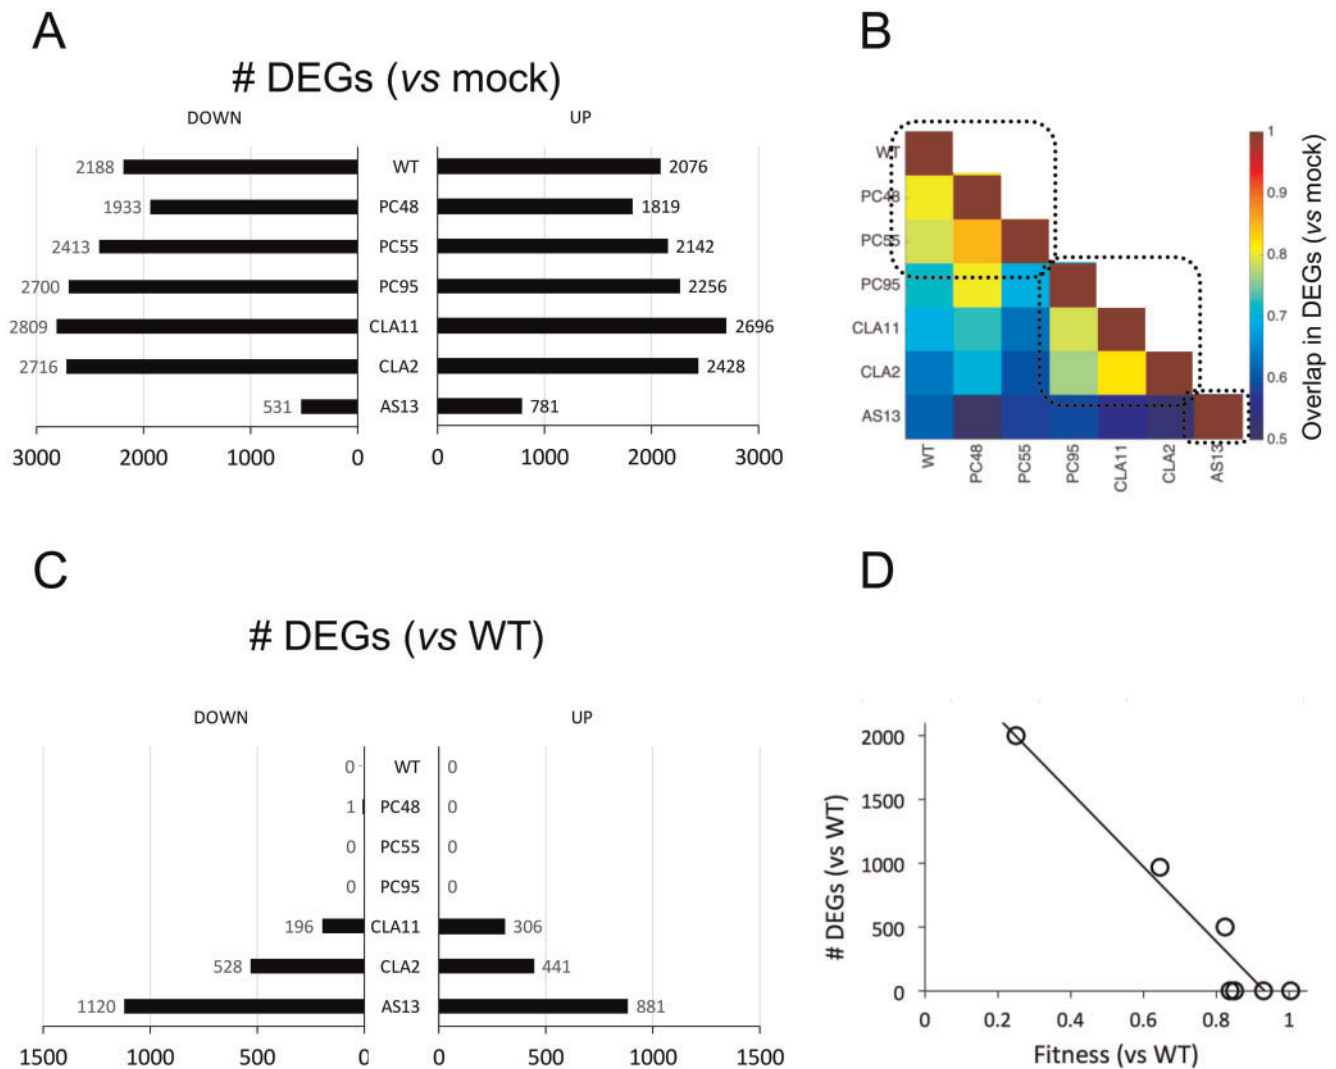 A
# DEGs (vs mock)
DOWN UP
2188 WT 2076
1933 PC48 1819
2413 PC55 2142
2700 PC95 2256
2809 CLA11 2696
2716 CLA2 2428
531 AS13 781
3000 2000 1000 0 0 1000 2000 3000
B
WT
PC48
PC55
PC95
CLA11
CLA2
AS13
WT PC48 PC55 PC95 CLA11 CLA2 AS13
1
0.9
0.8
0.7
0.6
0.5
Overlap in DEGs (vs mock)
C
# DEGs (vs WT)
DOWN UP
0 WT 0
1 PC48 0
0 PC55 0
0 PC95 0
196 CLA11 306
528 CLA2 441
1120 AS13 881
1500 1000 500 0 0 500 1000 1500
D
# DEGs (vs WT)
2000
1500
1000
500
0
0 0.2 0.4 0.6 0.8 1
Fitness (vs WT)